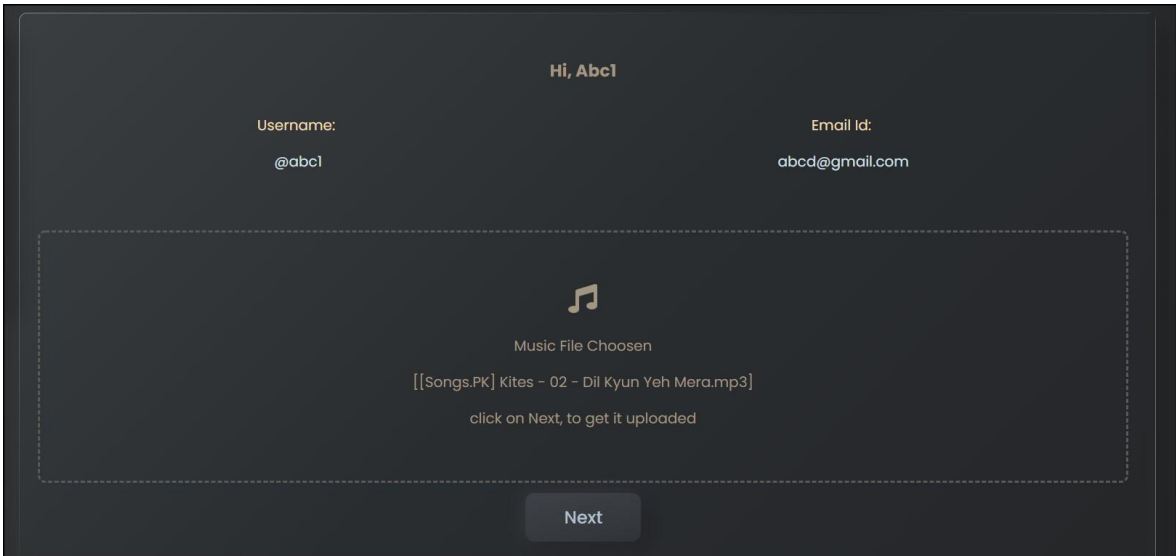 Hi, Abc1
Username:
Email Id:
@abc1
abcd@gmail.com
Music File Choosen
[[Songs.PK] Kites - 02 - Dil Kyun Yeh Mera.mp3]
click on Next, to get it uploaded
Next